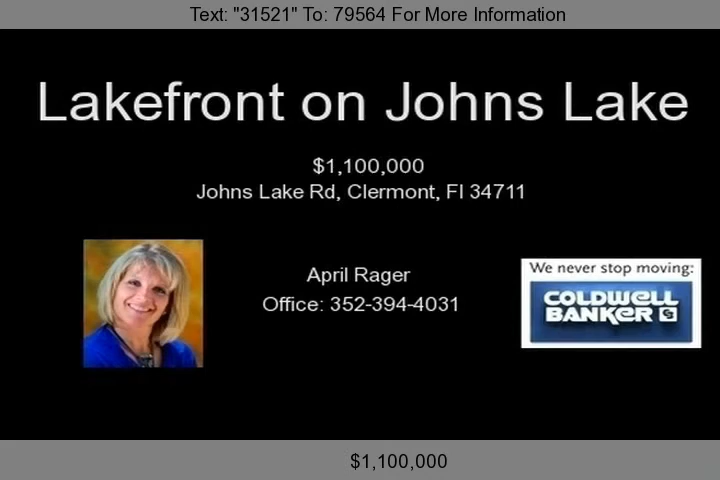 Text: "31521" To: 79564 For More Information
Lakefront on Johns Lake
$1,100,000
Johns Lake Rd, Clermont, Fl 34711
April Rager
Office: 352-394-4031
We never stop moving:
COLDWELL
BANKER CB
$1,100,000